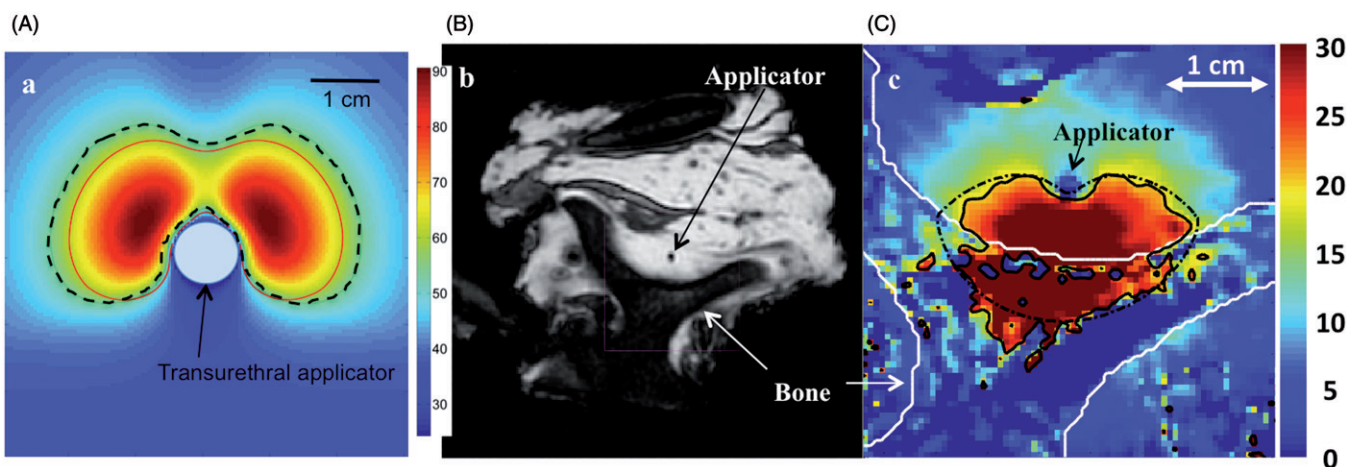 (A)
(B)
(C)
a
1 cm
Transurethral applicator
90
80
70
60
50
40
30
b
Applicator
Bone
c
1 cm
Applicator
30
25
20
15
10
5
0